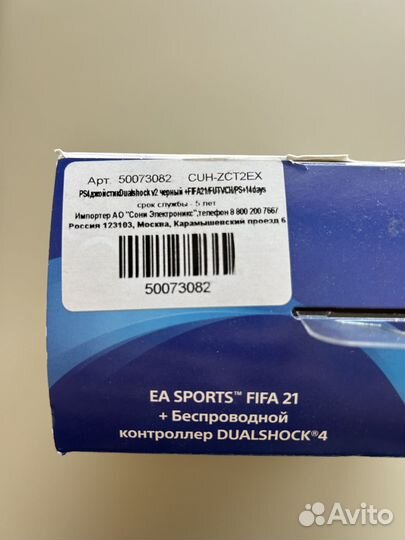 Арт. 50073082 CUH-ZCT2EX
PS4джойстикDualshock v2 черный +FIFA21/FUTVCH/PS+14days
срок службы - 5 лет
Импортер АО "Сони Электроникс",телефон 8 800 200 7667
Россия 123103, Москва, Карамышевский проезд 6
50073082
EA SPORTS™ FIFA 21
+ Беспроводной
контроллер DUALSHOCK®4
Avito